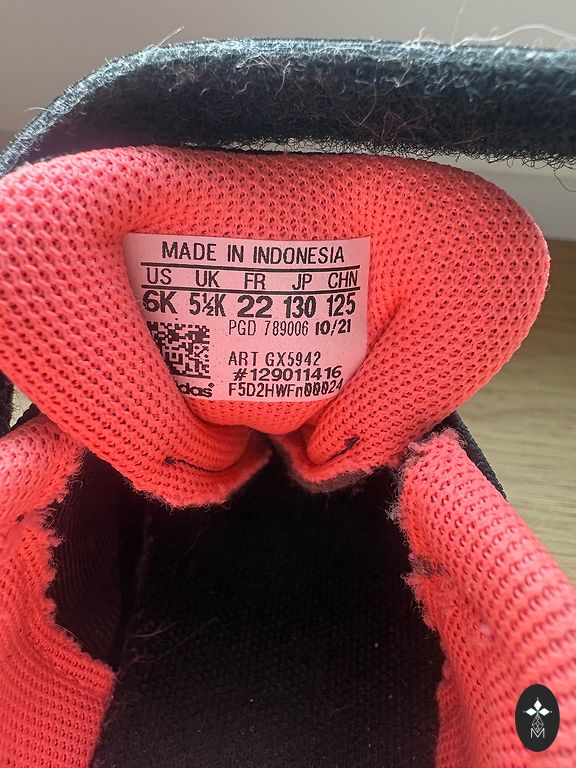 MADE IN INDONESIA
US UK FR JP CHN
6K 5½K 22 130 125
PGD 789006 10/21
ART GX5942
#129011416
adidas F5D2HWFn00024
M